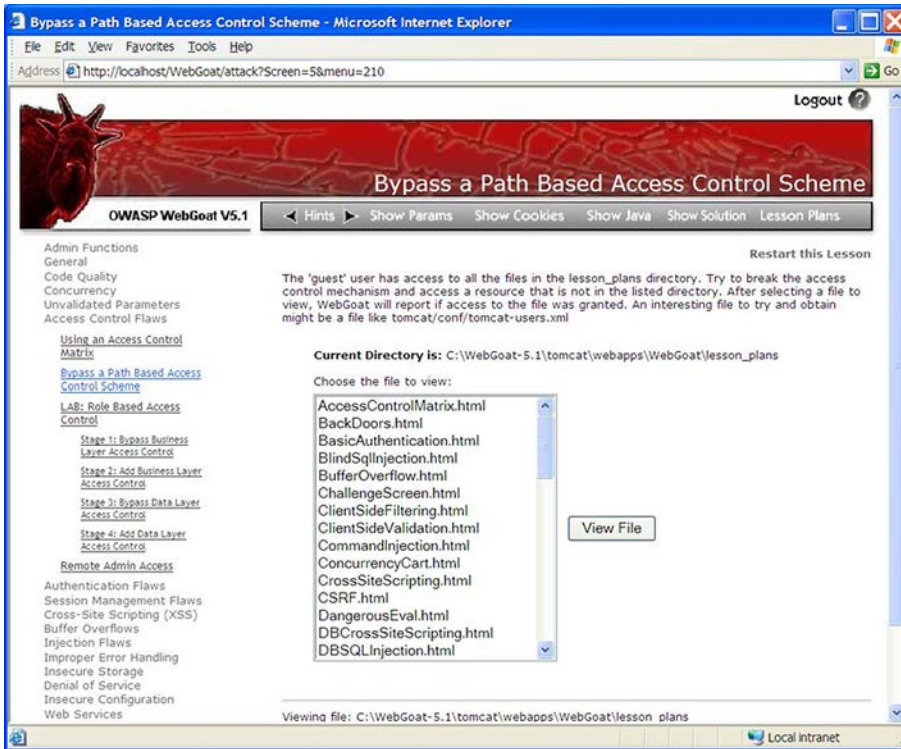 Bypass a Path Based Access Control Scheme - Microsoft Internet Explorer
File Edit View Favorites Tools Help
Address http://localhost/WebGoat/attack?Screen=5&menu=210 Go
Logout ?
Bypass a Path Based Access Control Scheme
OWASP WebGoat V5.1
Hints Show Params Show Cookies Show Java Show Solution Lesson Plans
Admin Functions
General
Code Quality
Concurrency
Unvalidated Parameters
Access Control Flaws
Using an Access Control
Matrix
Bypass a Path Based Access
Control Scheme
LAB: Role Based Access
Control
Stage 1: Bypass Business
Layer Access Control
Stage 2: Add Business Layer
Access Control
Stage 3: Bypass Data Layer
Access Control
Stage 4: Add Data Layer
Access Control
Remote Admin Access
Authentication Flaws
Session Management Flaws
Cross-Site Scripting (XSS)
Buffer Overflows
Injection Flaws
Improper Error Handling
Insecure Storage
Denial of Service
Insecure Configuration
Web Services
Restart this Lesson
The 'guest' user has access to all the files in the lesson_plans directory. Try to break the access
control mechanism and access a resource that is not in the listed directory. After selecting a file to
view, WebGoat will report if access to the file was granted. An interesting file to try and obtain
might be a file like tomcat/conf/tomcat-users.xml
Current Directory is: C:\WebGoat-5.1\tomcat\webapps\WebGoat\lesson_plans
Choose the file to view:
AccessControlMatrix.html
BackDoors.html
BasicAuthentication.html
BlindSqlInjection.html
BufferOverflow.html
ChallengeScreen.html
ClientSideFiltering.html
ClientSideValidation.html
CommandInjection.html
ConcurrencyCart.html
CrossSiteScripting.html
CSRF.html
DangerousEval.html
DBCrossSiteScripting.html
DBSQLInjection.html
View File
Viewing file: C:\WebGoat-5.1\tomcat\webapps\WebGoat\lesson_plans
Local intranet